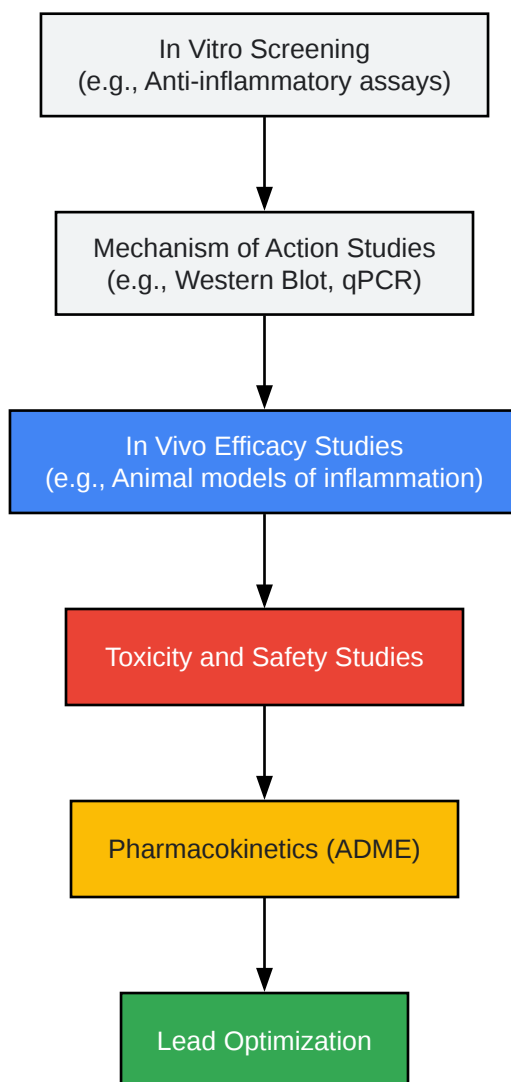 In Vitro Screening
(e.g., Anti-inflammatory assays)
Mechanism of Action Studies
(e.g., Western Blot, qPCR)
In Vivo Efficacy Studies
(e.g., Animal models of inflammation)
Toxicity and Safety Studies
Pharmacokinetics (ADME)
Lead Optimization